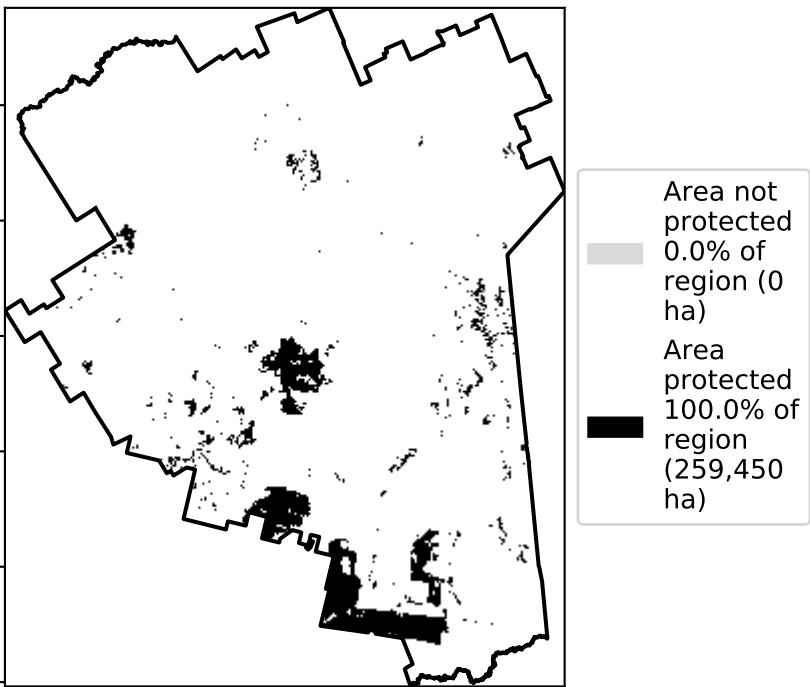 Area not
protected
0.0% of
region (0
ha)
Area
protected
100.0% of
region
(259,450
ha)